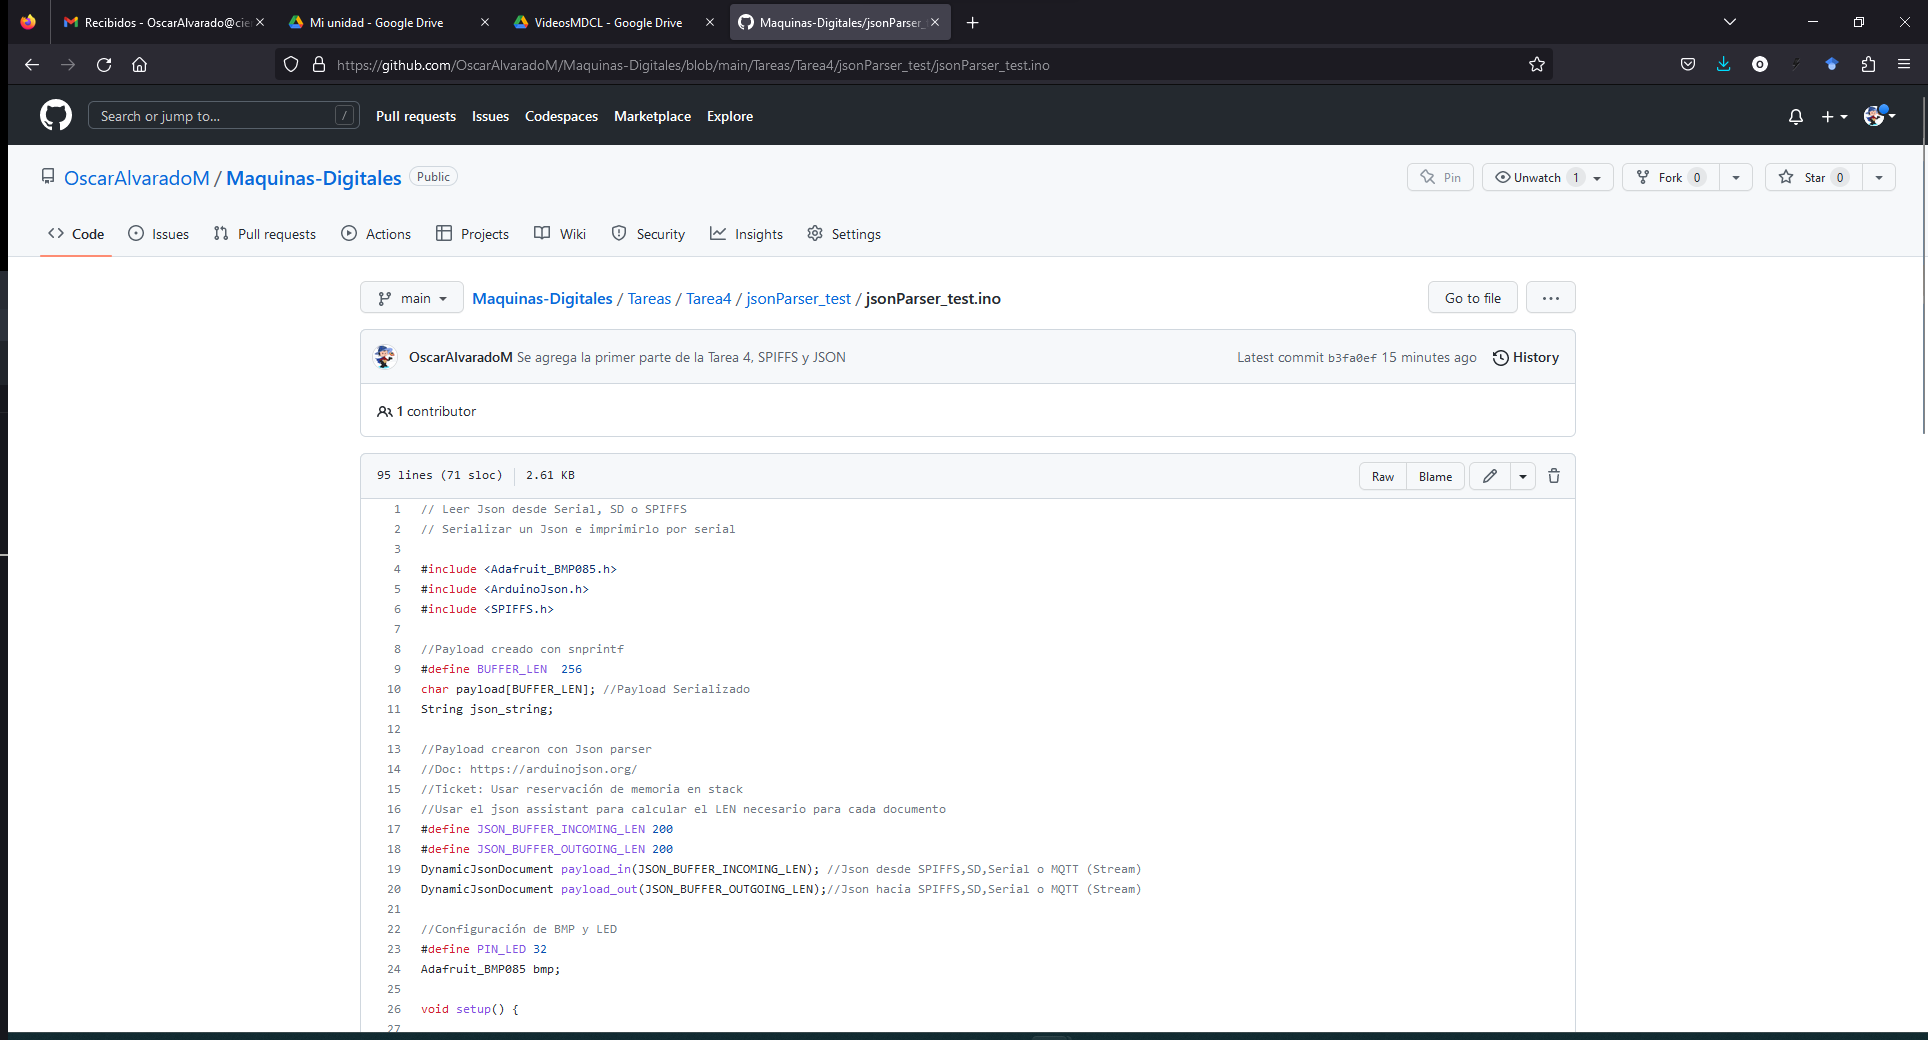 Recibidos - OscarAlvarado@cie
Mi unidad - Google Drive
VideosMDCL - Google Drive
Maquinas-Digitales/jsonParser_
https://github.com/OscarAlvaradoM/Maquinas-Digitales/blob/main/Tareas/Tarea4/jsonParser_test/jsonParser_test.ino
Search or jump to... /
Pull requests Issues Codespaces Marketplace Explore
OscarAlvaradoM / Maquinas-Digitales Public
Pin Unwatch 1 Fork 0 Star 0
Code Issues Pull requests Actions Projects Wiki Security Insights Settings
main Maquinas-Digitales / Tareas / Tarea4 / jsonParser_test / jsonParser_test.ino Go to file ...
OscarAlvaradoM Se agrega la primer parte de la Tarea 4, SPIFFS y JSON Latest commit b3fa0ef 15 minutes ago History
1 contributor
95 lines (71 sloc) 2.61 KB Raw Blame
1 // Leer Json desde Serial, SD o SPIFFS
2 // Serializar un Json e imprimirlo por serial
3
4 #include <Adafruit_BMP085.h>
5 #include <ArduinoJson.h>
6 #include <SPIFFS.h>
7
8 //Payload creado con snprintf
9 #define BUFFER_LEN  256
10 char payload[BUFFER_LEN]; //Payload Serializado
11 String json_string;
12
13 //Payload crearon con Json parser
14 //Doc: https://arduinojson.org/
15 //Ticket: Usar reservación de memoria en stack
16 //Usar el json assistant para calcular el LEN necesario para cada documento
17 #define JSON_BUFFER_INCOMING_LEN 200
18 #define JSON_BUFFER_OUTGOING_LEN 200
19 DynamicJsonDocument payload_in(JSON_BUFFER_INCOMING_LEN); //Json desde SPIFFS,SD,Serial o MQTT (Stream)
20 DynamicJsonDocument payload_out(JSON_BUFFER_OUTGOING_LEN);//Json hacia SPIFFS,SD,Serial o MQTT (Stream)
21
22 //Configuración de BMP y LED
23 #define PIN_LED 32
24 Adafruit_BMP085 bmp;
25
26 void setup() {
27